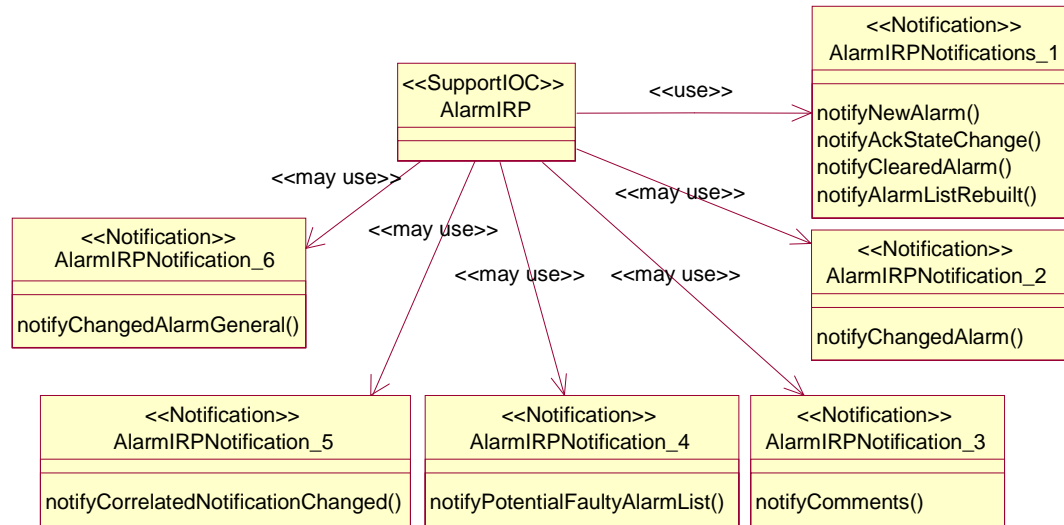 <<Notification>>
AlarmIRPNotifications_1
notifyNewAlarm()
notifyAckStateChange()
notifyClearedAlarm()
notifyAlarmListRebuilt()
<<SupportIOC>>
AlarmIRP
<<use>>
<<may use>>
<<may use>>
<<may use>>
<<may use>>
<<may use>>
<<Notification>>
AlarmIRPNotification_6
notifyChangedAlarmGeneral()
<<Notification>>
AlarmIRPNotification_2
notifyChangedAlarm()
<<Notification>>
AlarmIRPNotification_5
notifyCorrelatedNotificationChanged()
<<Notification>>
AlarmIRPNotification_4
notifyPotentialFaultyAlarmList()
<<Notification>>
AlarmIRPNotification_3
notifyComments()